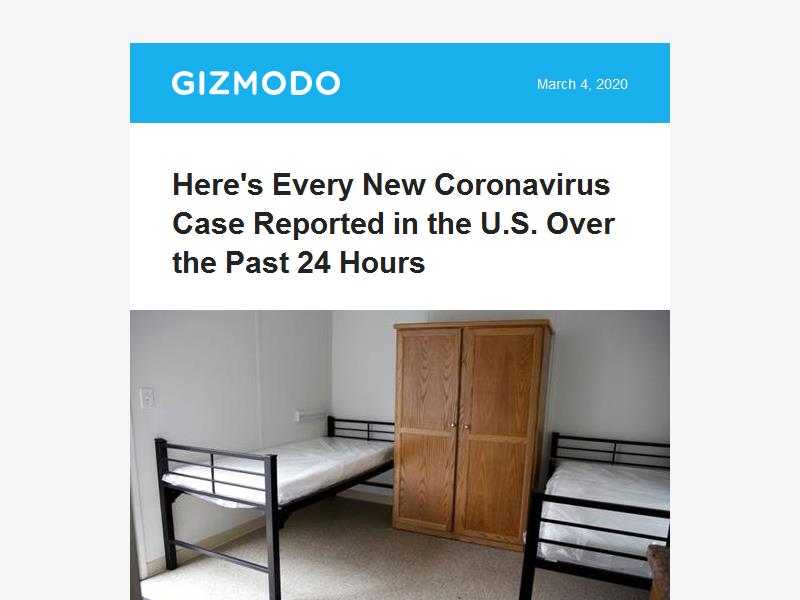 GIZMODO
March 4, 2020
Here's Every New Coronavirus
Case Reported in the U.S. Over
the Past 24 Hours